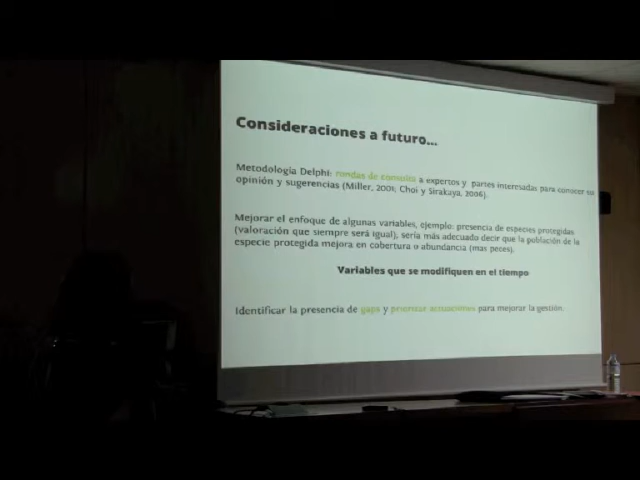 Consideraciones a futuro...
Metodología Delphi: rondas de consulta a expertos y partes interesadas para conocer su
opinión y sugerencias (Miller, 2001; Choi y Sirakaya, 2006).
Mejorar el enfoque de algunas variables, ejemplo: presencia de especies protegidas
(valoración que siempre será igual), sería más adecuado decir que la población de la
especie protegida mejora en cobertura o abundancia (mas peces).
Variables que se modifiquen en el tiempo
Identificar la presencia de gaps y priorizar actuaciones para mejorar la gestión.